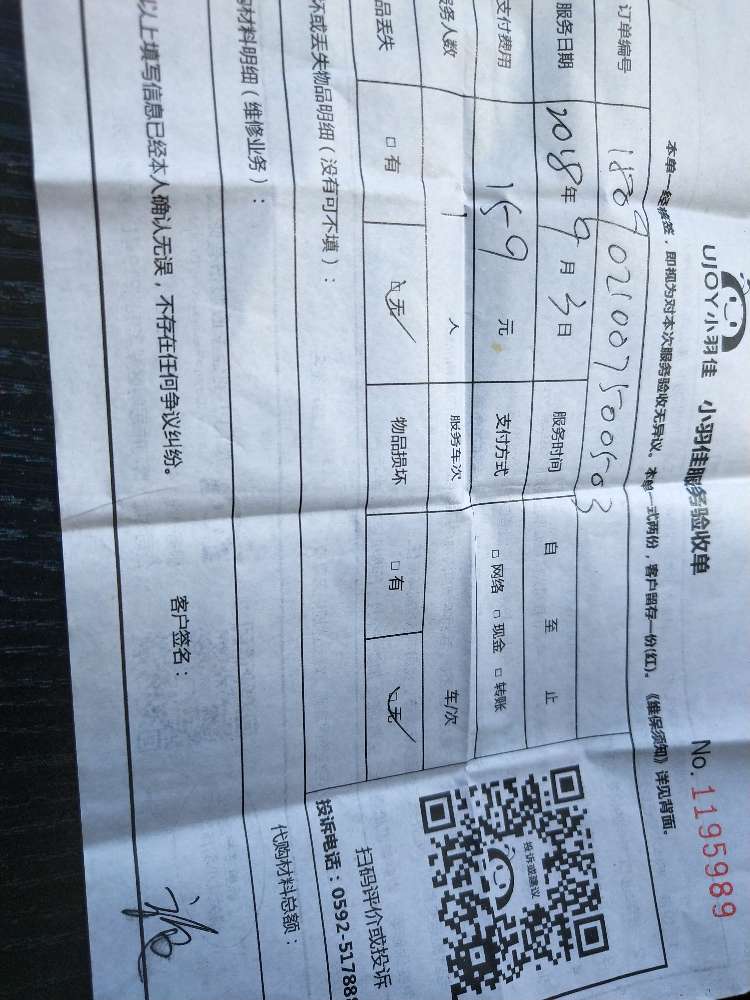 UJOY小羽佳 小羽佳服务验收单 No.1195989
本单一经签签，即视为对本次服务验收无异议。本单一式两份，客户留存一份(红)。《维保须知》详见背面。
订单编号 1809021007500503
服务日期 2018年9月3日 服务时间 自 至 止
支付费用 159 元 支付方式 □网络 □现金 □转账
务人数 1 人 服务车次 车/次
品丢失 □有 □无 物品损坏 □有 □无
坏或丢失物品明细（没有可不填）：
材料明细（维修业务）：
代购材料总额：
以上填写信息已经本人确认无误，不存在任何争议纠纷。 客户签名：
投诉或建议
扫码评价或投诉
投诉电话：0592-51788